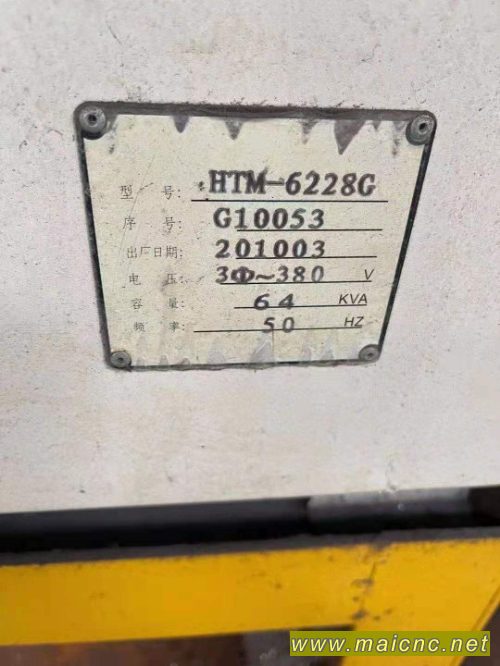 型 号: HTM-6228G
序 号: G10053
出厂日期: 201003
电 压: 3Φ~380 V
容 量: 64 KVA
频 率: 50 HZ
www.maicnc.net